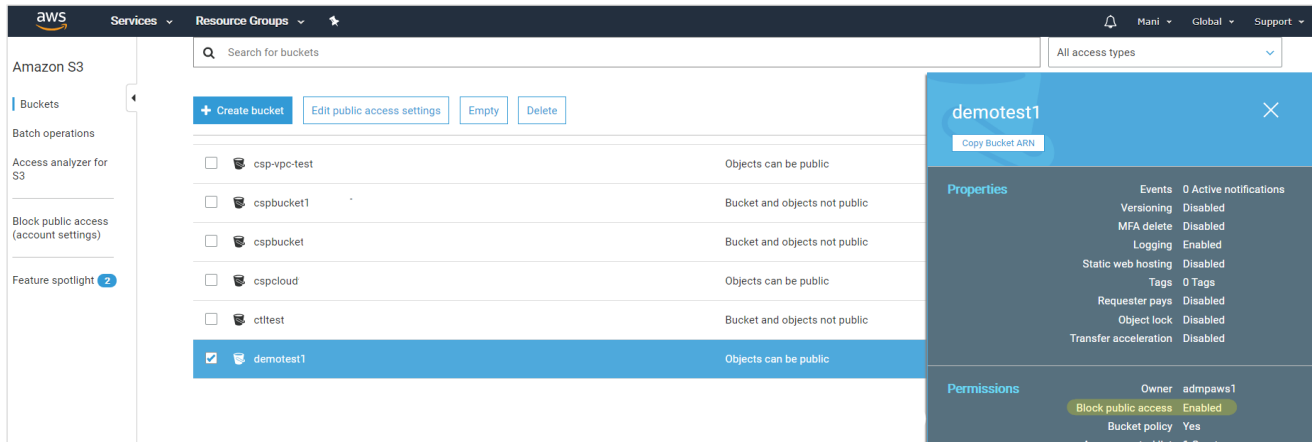 aws Services Resource Groups Mani Global Support
Amazon S3
Buckets
Batch operations
Access analyzer for
S3
Block public access
(account settings)
Feature spotlight 2
Search for buckets All access types
+ Create bucket Edit public access settings Empty Delete
csp-vpc-test Objects can be public
cspbucket1 Bucket and objects not public
cspbucket Bucket and objects not public
cspcloud Objects can be public
ctltest Bucket and objects not public
demotest1 Objects can be public
demotest1
Copy Bucket ARN
Properties Events 0 Active notifications
Versioning Disabled
MFA delete Disabled
Logging Enabled
Static web hosting Disabled
Tags 0 Tags
Requester pays Disabled
Object lock Disabled
Transfer acceleration Disabled
Permissions Owner admpaws1
Block public access Enabled
Bucket policy Yes